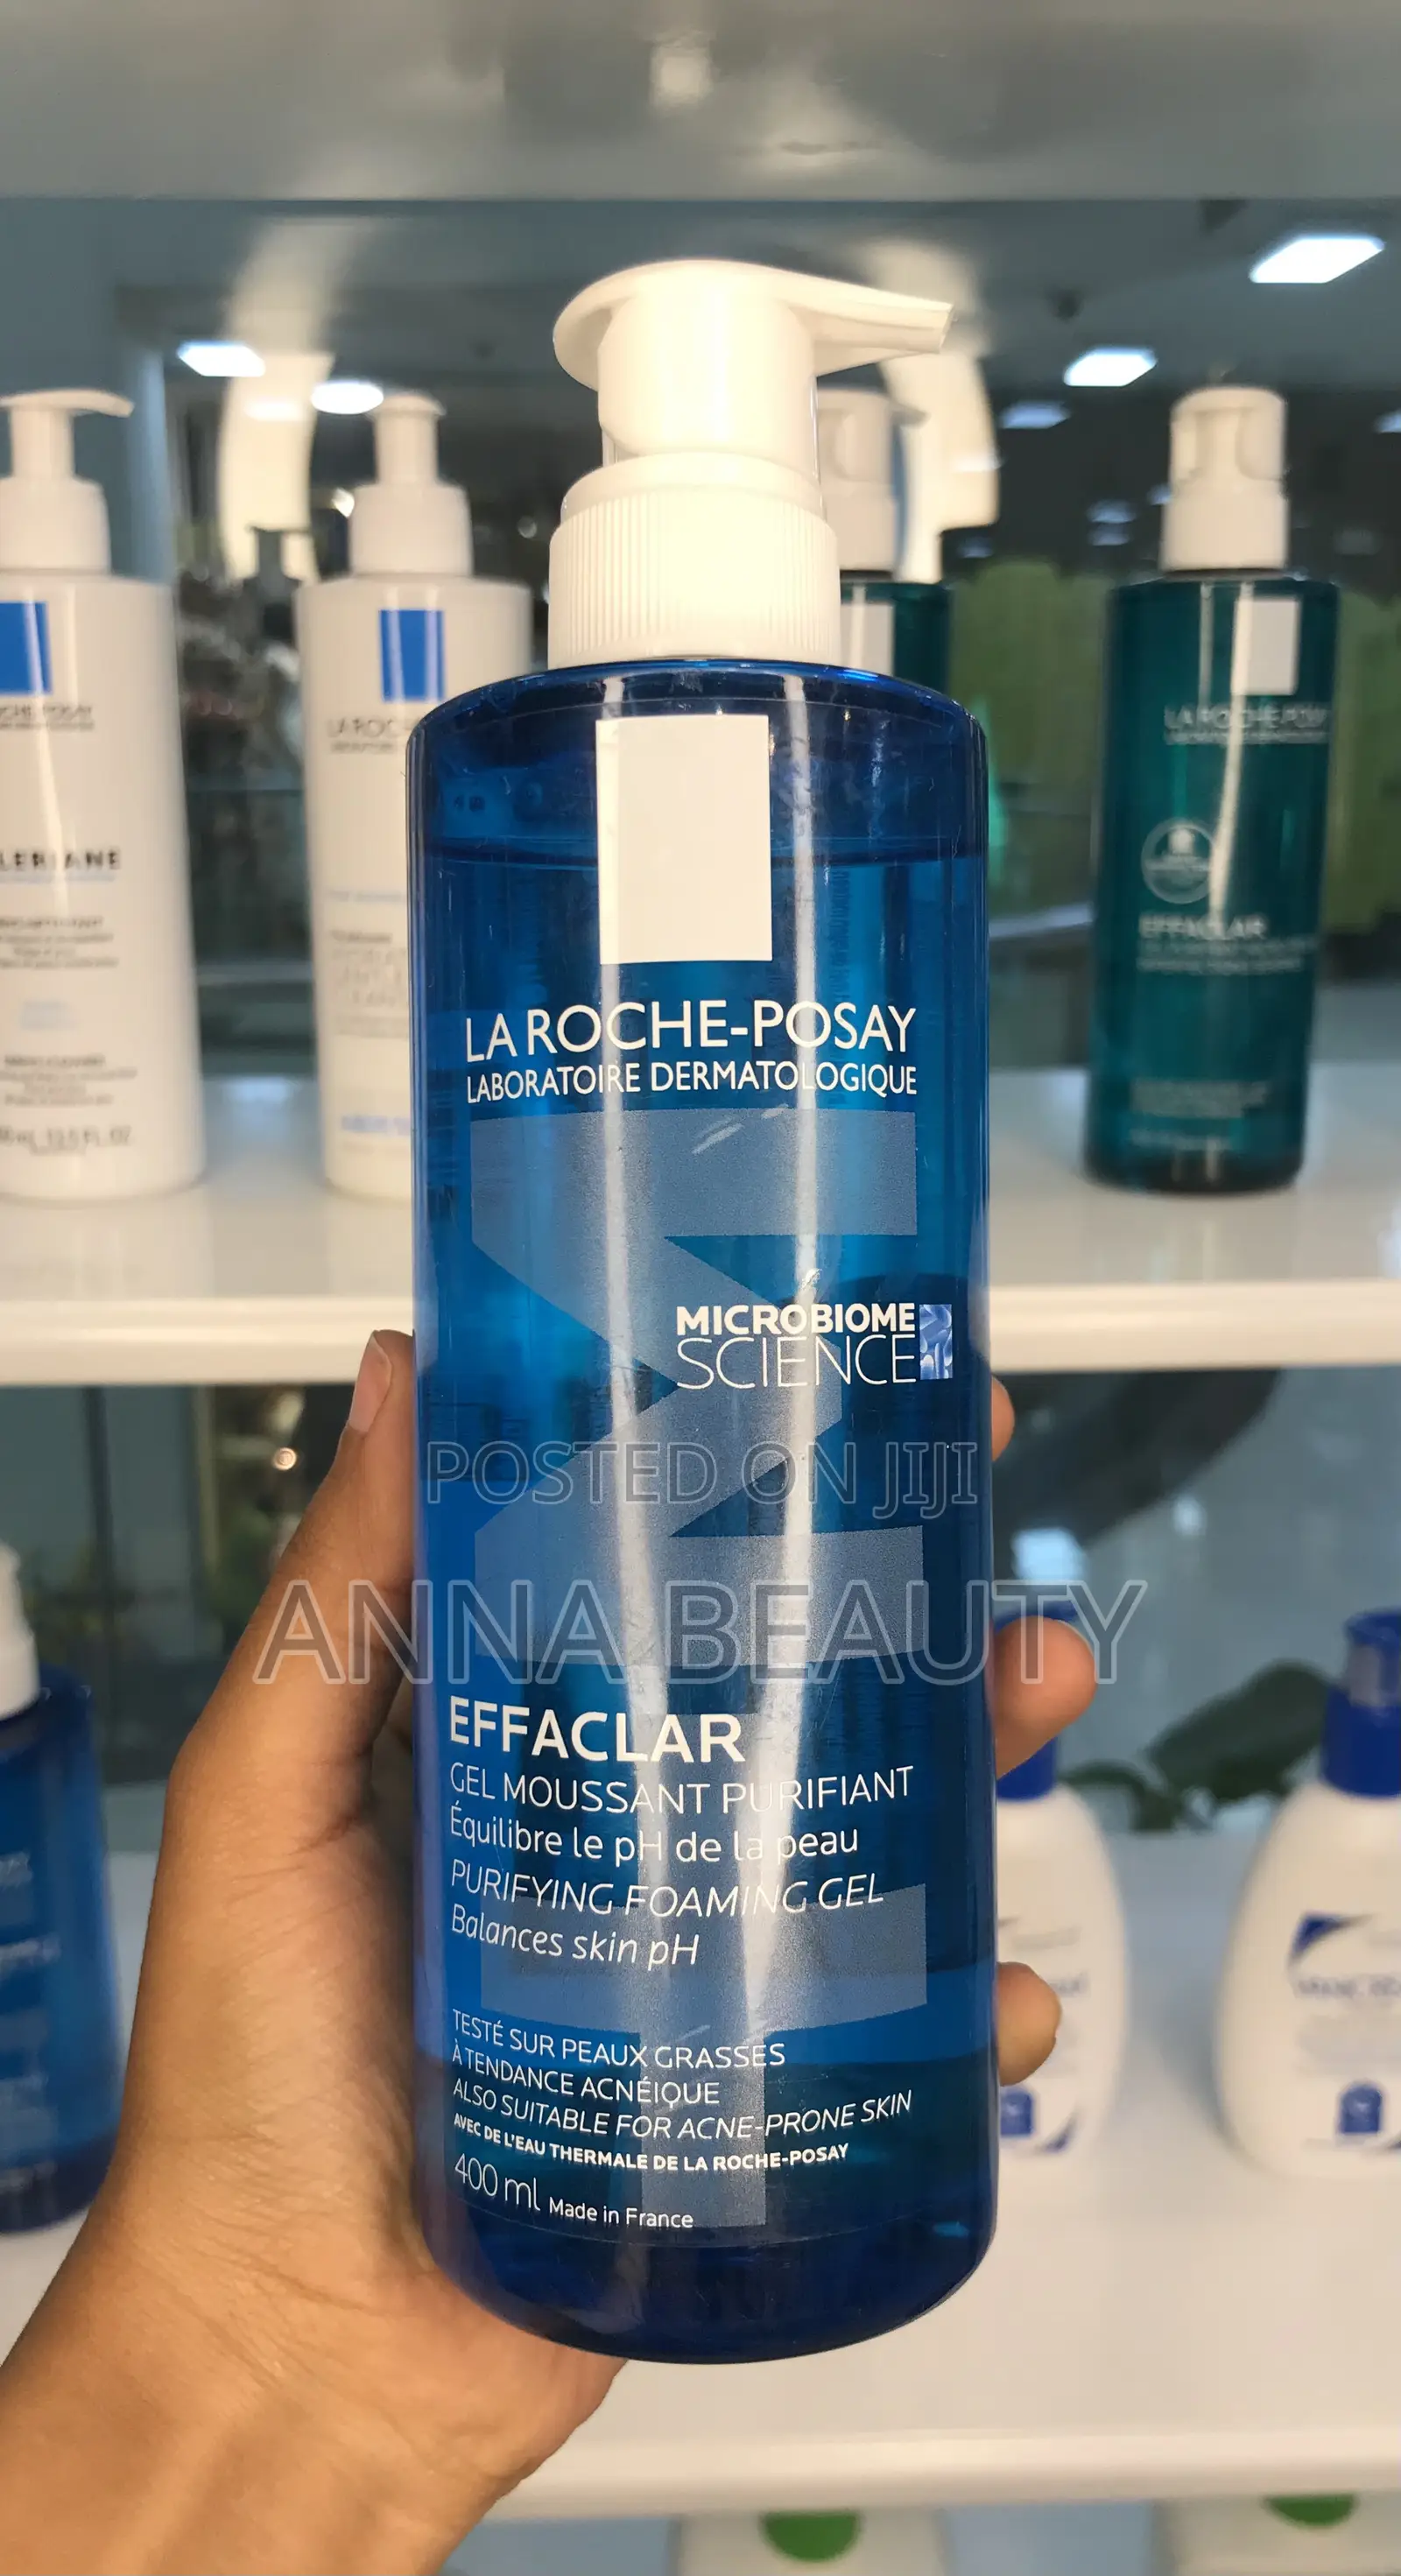 LA ROCHE-POSAY
LABORATOIRE DERMATOLOGIQUE
MICROBIOME
SCIENCE
POSTED ON JIJI
ANNA BEAUTY
EFFACLAR
GEL MOUSSANT PURIFIANT
Équilibre le pH de la peau
PURIFYING FOAMING GEL
Balances skin pH
TESTÉ SUR PEAUX GRASSES
À TENDANCE ACNÉIQUE
ALSO SUITABLE FOR ACNE-PRONE SKIN
AVEC DE L'EAU THERMALE DE LA ROCHE-POSAY
400 ml Made in France
LA ROCHE-POSAY
EFFACLAR